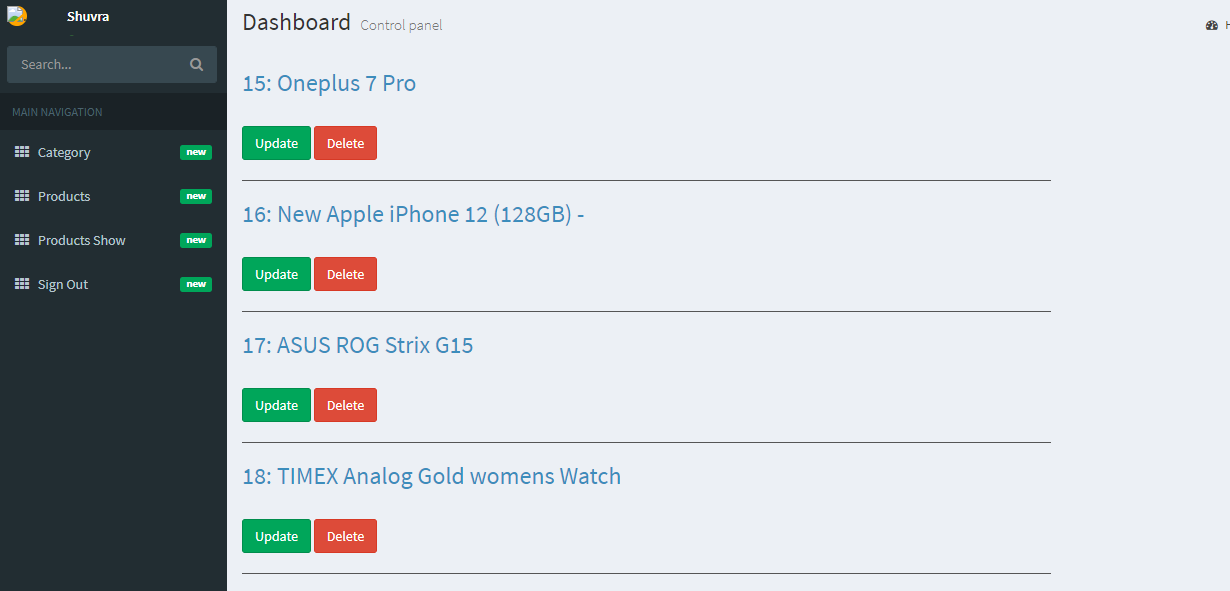 Shuvra
Search...
MAIN NAVIGATION
Category new
Products new
Products Show new
Sign Out new
Dashboard Control panel
15: Oneplus 7 Pro
Update Delete
16: New Apple iPhone 12 (128GB) -
Update Delete
17: ASUS ROG Strix G15
Update Delete
18: TIMEX Analog Gold womens Watch
Update Delete